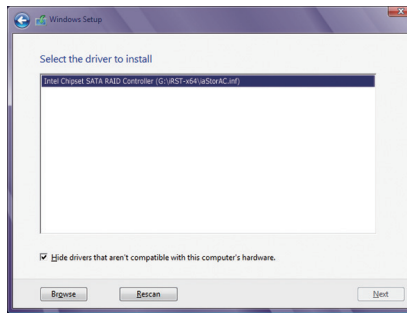 Windows Setup
Select the driver to install
Intel Chipset SATA RAID Controller (G:\iRST-x64\iaStorAC.inf)
Hide drivers that aren't compatible with this computer's hardware.
Browse
Rescan
Next